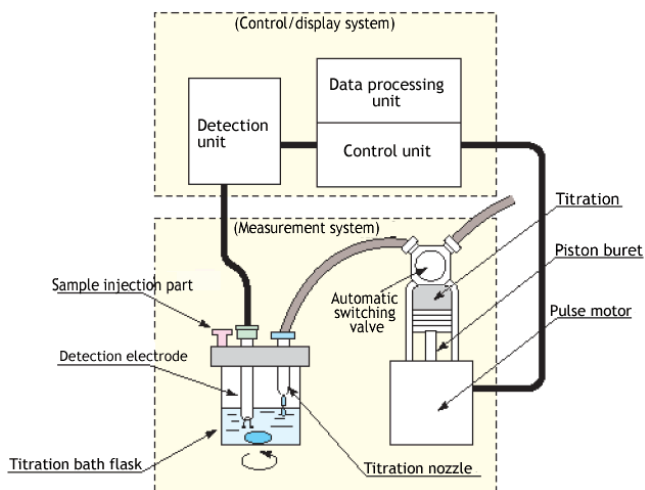 (Control/display system)
Data processing
unit
Detection
unit
Control unit
Titration
(Measurement system)
Piston buret
Sample injection part
Automatic
switching
valve
Pulse motor
Detection electrode
Titration bath flask
Titration nozzle